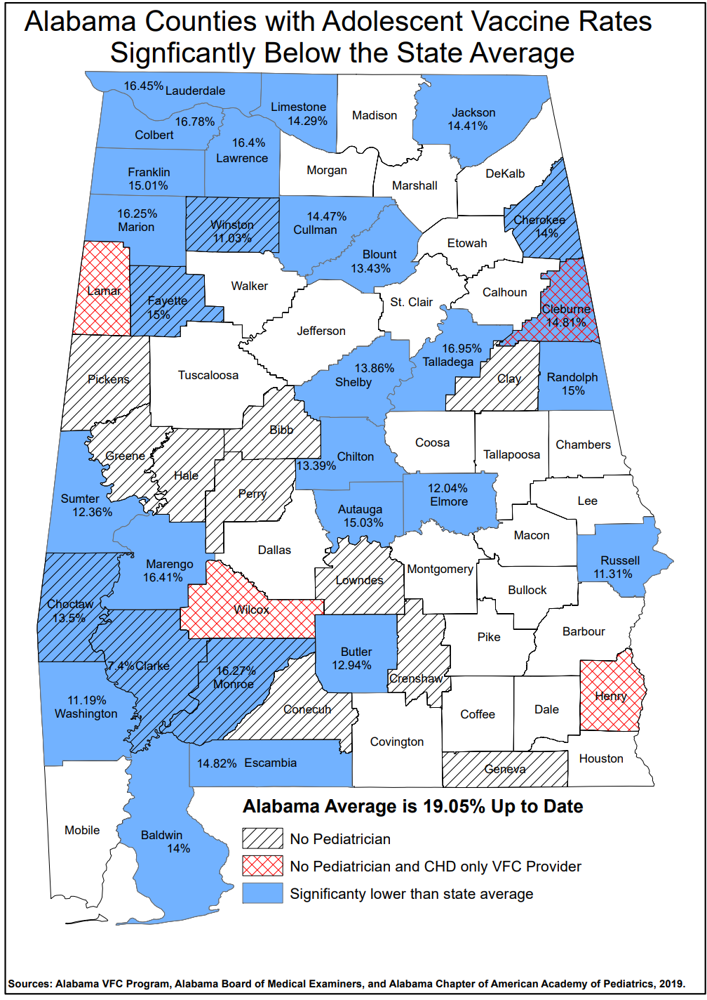 Alabama Counties with Adolescent Vaccine Rates
Signficantly Below the State Average
16.45% Lauderdale
Limestone
14.29%
Madison
Jackson
14.41%
16.78%
Colbert
16.4%
Lawrence
Morgan
Marshall
DeKalb
Franklin
15.01%
16.25%
Marion
Winston
11.03%
14.47%
Cullman
Blount
13.43%
Etowah
Cherokee
14%
Lamar
Fayette
15%
Walker
Jefferson
St. Clair
Calhoun
Cleburne
14.81%
Pickens
Tuscaloosa
13.86%
Shelby
16.95%
Talladega
Clay
Randolph
15%
Greene
Hale
Bibb
Perry
13.39%
Chilton
Coosa
Tallapoosa
Chambers
Sumter
12.36%
Autauga
15.03%
12.04%
Elmore
Lee
Macon
Dallas
Marengo
16.41%
Lowndes
Montgomery
Bullock
Russell
11.31%
Choctaw
13.5%
Wilcox
Pike
Barbour
7.4% Clarke
16.27%
Monroe
Butler
12.94%
Crenshaw
Henry
11.19%
Washington
Conecuh
Covington
Coffee
Dale
14.82% Escambia
Geneva
Houston
Mobile
Baldwin
14%
Alabama Average is 19.05% Up to Date
No Pediatrician
No Pediatrician and CHD only VFC Provider
Significanty lower than state average
Sources: Alabama VFC Program, Alabama Board of Medical Examiners, and Alabama Chapter of American Academy of Pediatrics, 2019.